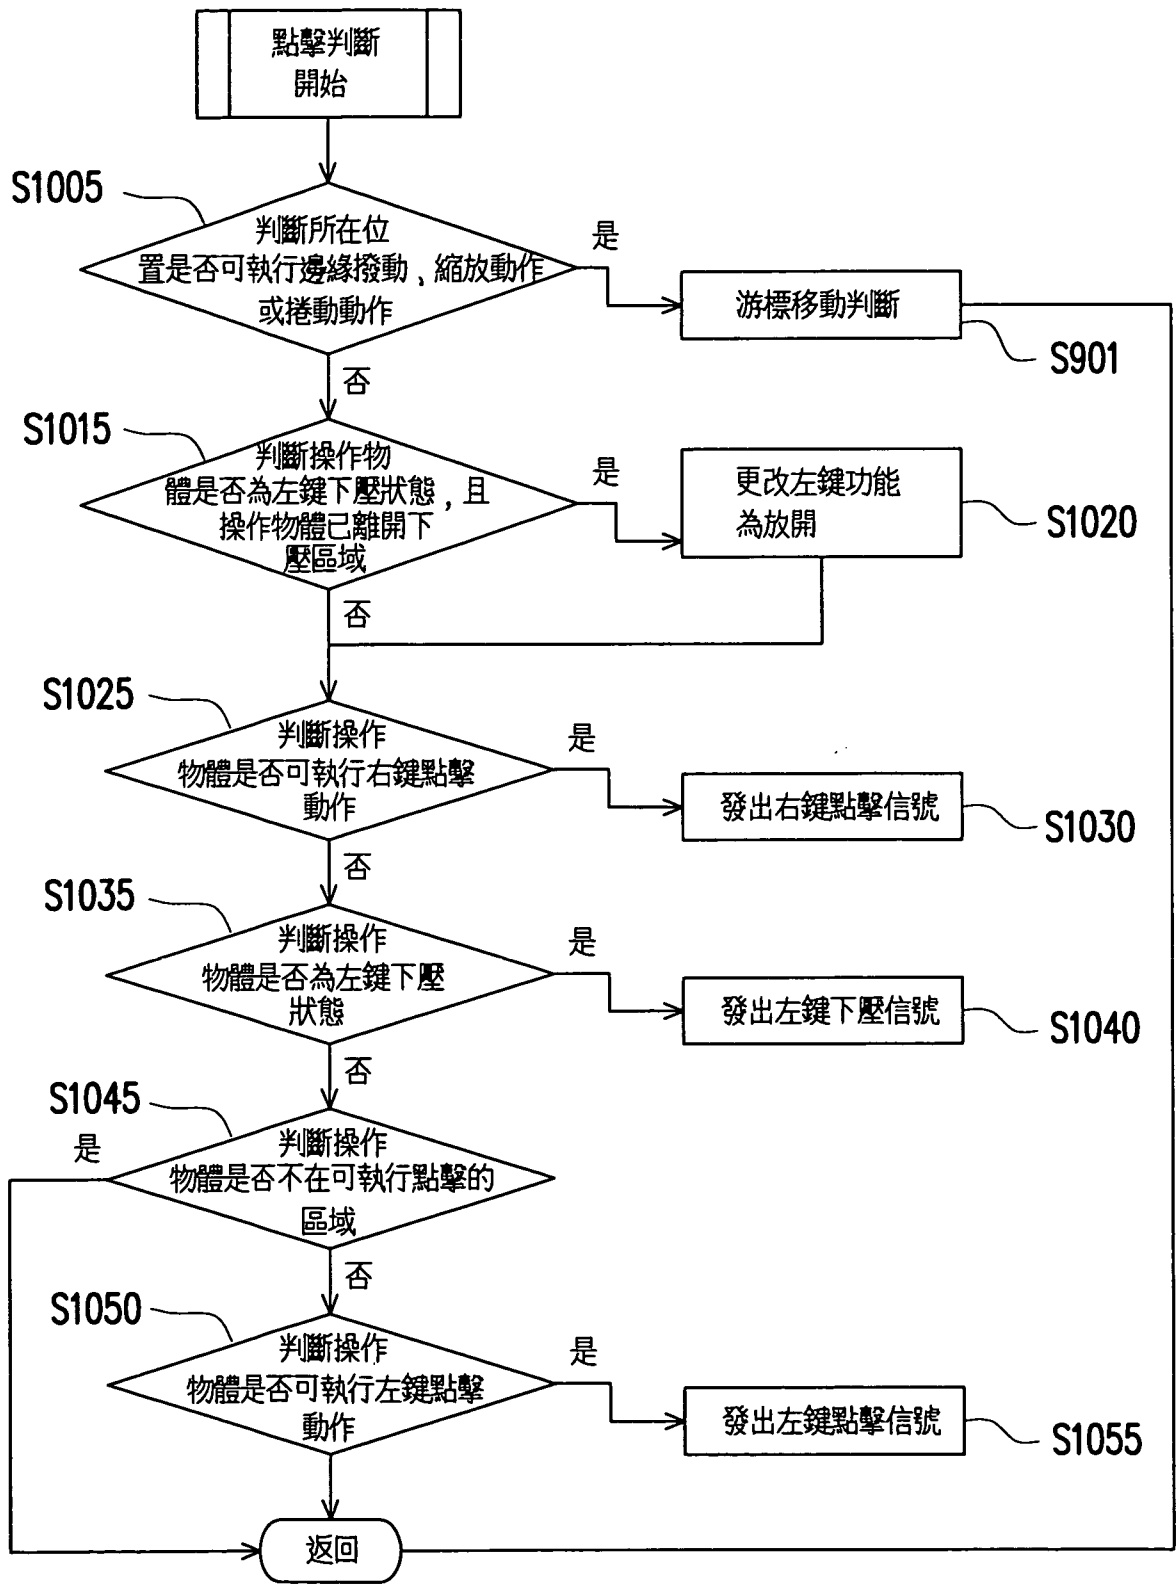 點擊判斷
開始
S1005
判斷所在位
置是否可執行邊緣撥動、縮放動作
或捲動動作
是
游標移動判斷
S901
否
S1015
判斷操作物
體是否為左鍵下壓狀態，且
操作物體已離開下
壓區域
是
更改左鍵功能
為放開
S1020
否
S1025
判斷操作
物體是否可執行右鍵點擊
動作
是
發出右鍵點擊信號
S1030
否
S1035
判斷操作
物體是否為左鍵下壓
狀態
是
發出左鍵下壓信號
S1040
否
S1045
是
判斷操作
物體是否不在可執行點擊的
區域
否
S1050
判斷操作
物體是否可執行左鍵點擊
動作
是
發出左鍵點擊信號
S1055
返回